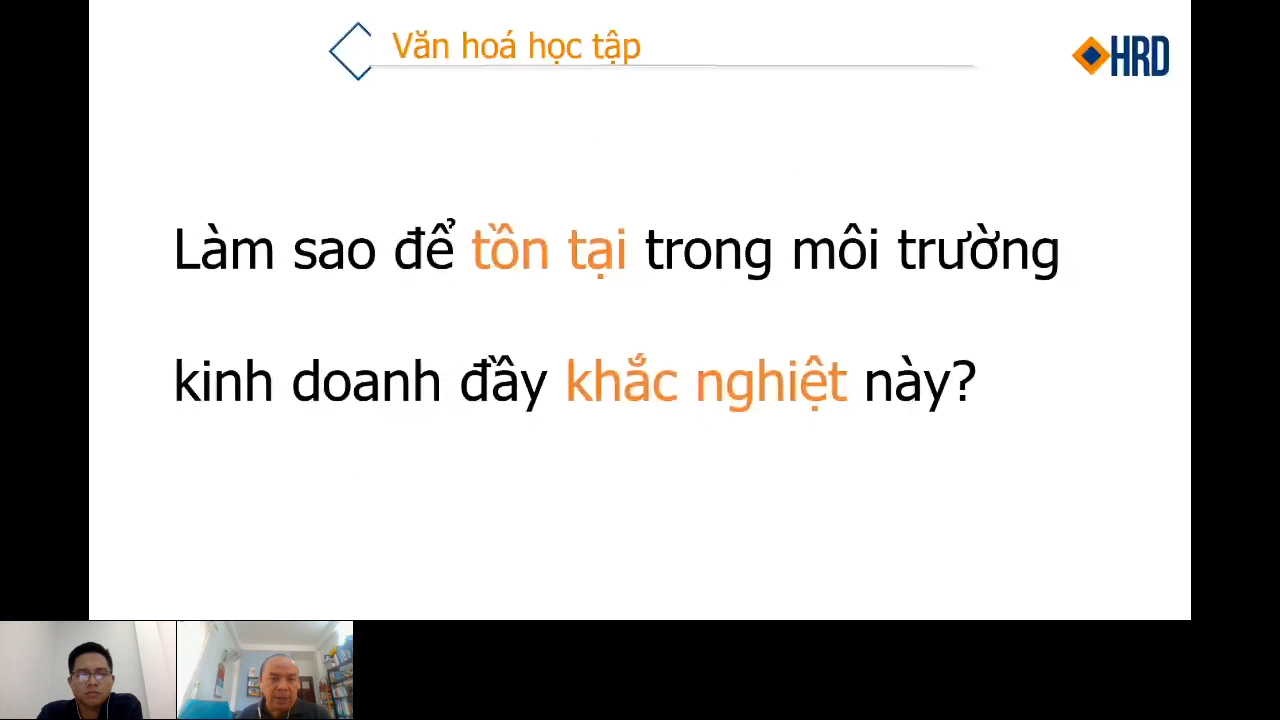 Văn hoá học tập
HRD
Làm sao để tồn tại trong môi trường
kinh doanh đầy khắc nghiệt này?